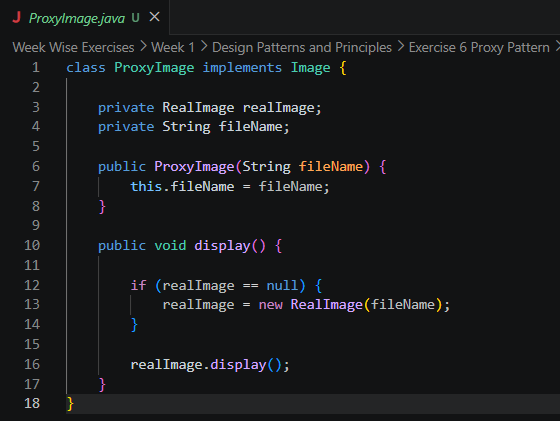 J ProxyImage.java U ×
Week Wise Exercises > Week 1 > Design Patterns and Principles > Exercise 6 Proxy Pattern >
1 class ProxyImage implements Image {
2
3     private RealImage realImage;
4     private String fileName;
5
6     public ProxyImage(String fileName) {
7         this.fileName = fileName;
8     }
9
10     public void display() {
11
12         if (realImage == null) {
13             realImage = new RealImage(fileName);
14         }
15
16         realImage.display();
17     }
18 }